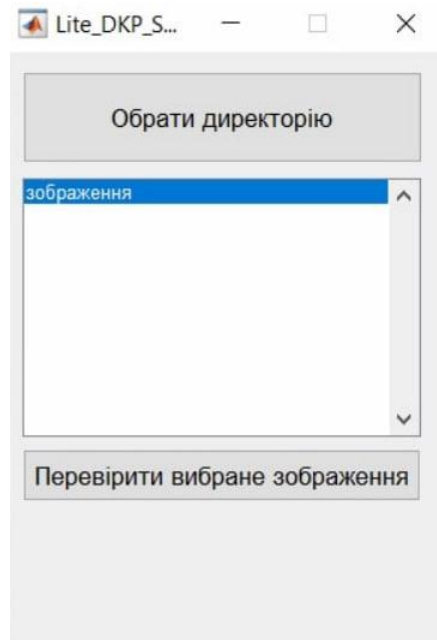 Lite_DKP_S...
Обрати директорію
зображення
Перевірити вибране зображення